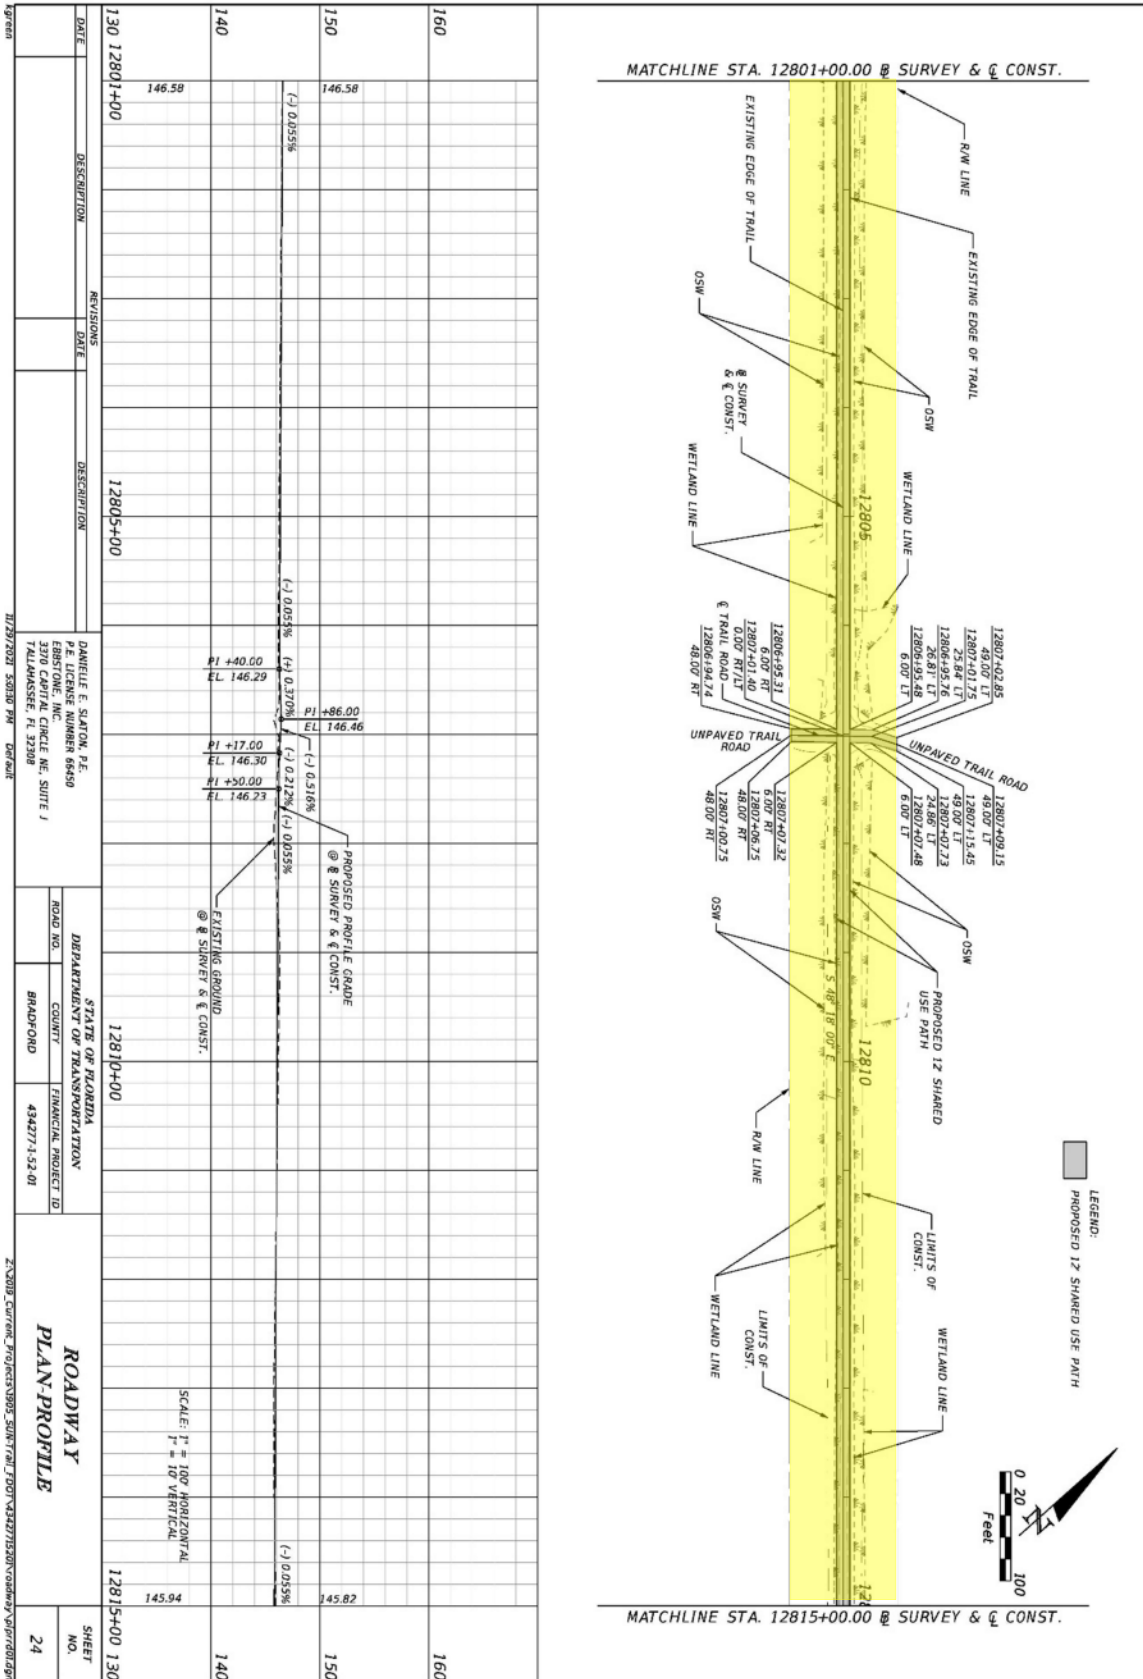 LEGEND:
PROPOSED 12' SHARED USE PATH
0 20 100
Feet
N
MATCHLINE STA. 12801+00.00 ℄ SURVEY & ℄ CONST.
R/W LINE
EXISTING EDGE OF TRAIL
OSW
WETLAND LINE
12807+02.85
49.00' LT
12807+01.75
25.84' LT
12806+95.76
26.81' LT
12806+95.48
6.00' LT
UNPAVED TRAIL ROAD
12807+09.15
49.00' LT
12807+15.45
49.00' LT
12807+07.73
24.86' LT
12807+07.48
6.00' LT
OSW
PROPOSED 12' SHARED
USE PATH
LIMITS OF
CONST.
WETLAND LINE
12805
12810
S 48° 18' 00" E
EXISTING EDGE OF TRAIL
OSW
SURVEY
& ℄ CONST.
WETLAND LINE
12806+95.31
6.00' RT
12807+01.40
0.00' RT/LT
℄ TRAIL ROAD
12806+94.74
48.00' RT
UNPAVED TRAIL
ROAD
12807+07.32
6.00' RT
12807+06.75
48.00' RT
12807+00.75
48.00' RT
OSW
R/W LINE
WETLAND LINE
LIMITS OF
CONST.
MATCHLINE STA. 12815+00.00 SURVEY & ℄ CONST.
160
160
150
150
140
140
130
130
146.58
146.58
(-) 0.055%
(-) 0.055%
(+) 0.370%
(-) 0.516%
(-) 0.212%
(-) 0.055%
(-) 0.055%
PI +40.00
EL. 146.29
PI +86.00
EL. 146.46
PI +17.00
EL. 146.30
PI +50.00
EL. 146.23
PROPOSED PROFILE GRADE
@ SURVEY & ℄ CONST.
EXISTING GROUND
@ SURVEY & ℄ CONST.
145.82
145.94
SCALE: 1" = 100' HORIZONTAL
1" = 10' VERTICAL
12801+00
12805+00
12810+00
12815+00
REVISIONS
DATE
DESCRIPTION
DATE
DESCRIPTION
DANIELLE E. SLATON, P.E.
P.E. LICENSE NUMBER 66450
EBBSTONE, INC.
3370 CAPITAL CIRCLE NE, SUITE J
TALLAHASSEE, FL 32308
STATE OF FLORIDA
DEPARTMENT OF TRANSPORTATION
ROAD NO.
COUNTY
FINANCIAL PROJECT ID
BRADFORD
434277-1-52-01
ROADWAY
PLAN-PROFILE
SHEET
NO.
24
kgreen
11/29/2021 5:01:30 PM Default